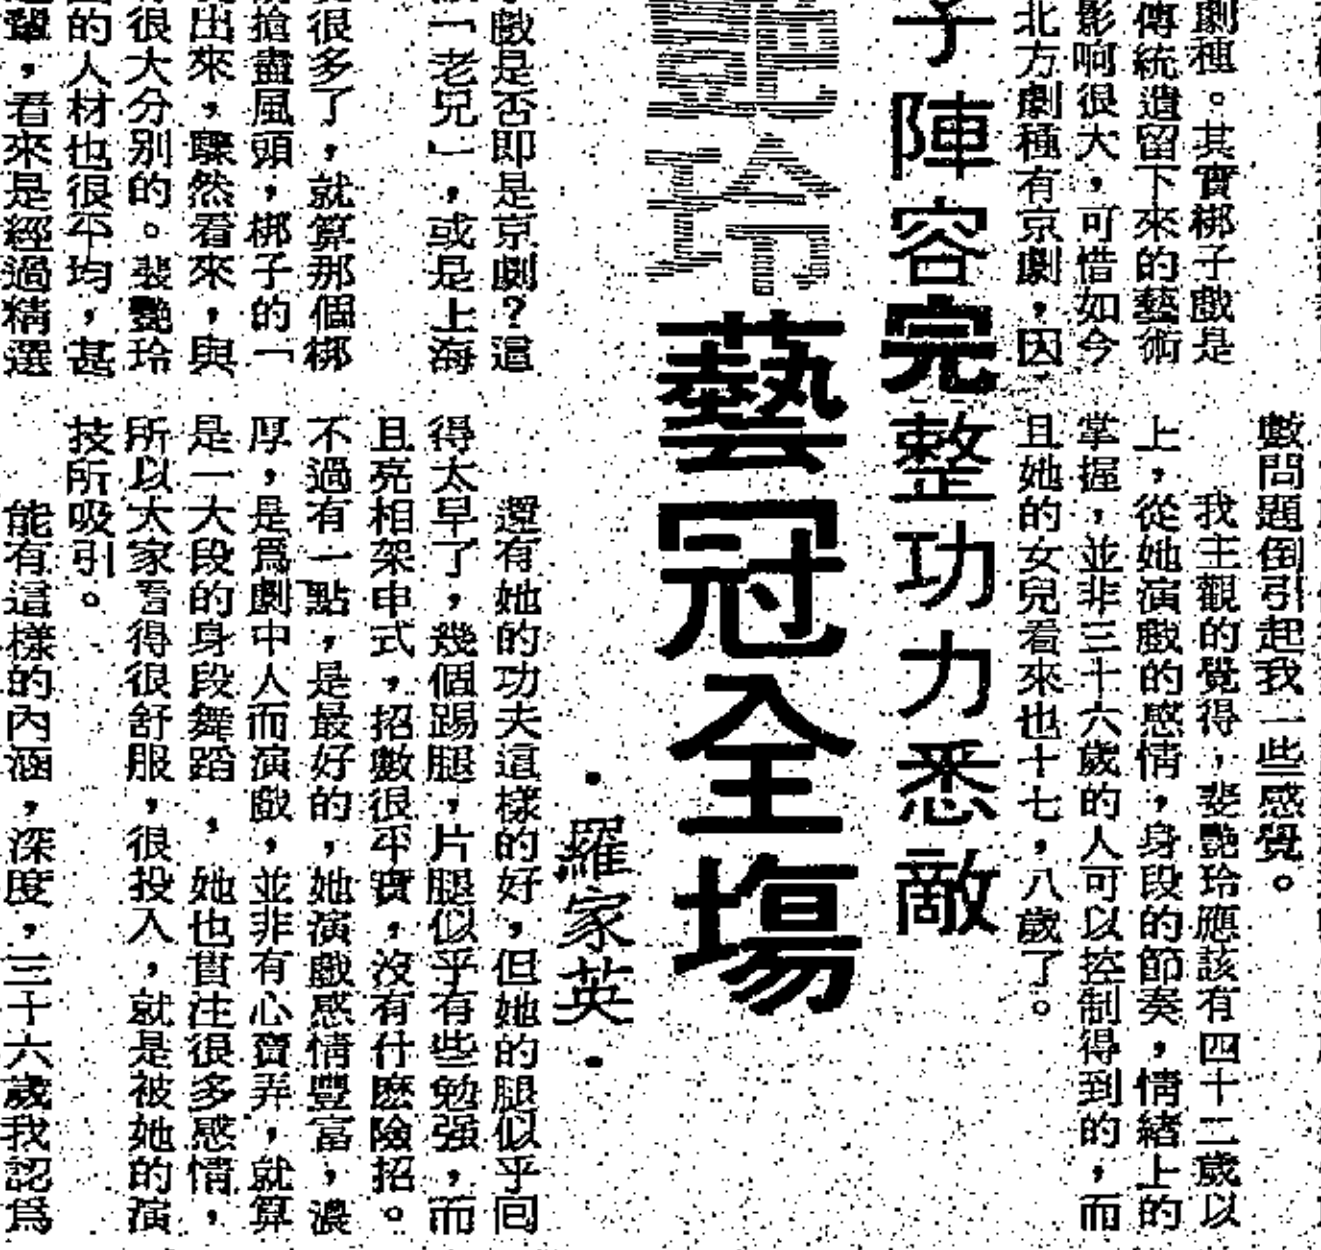 劇種。其實梆子戲是
傳統遺留下來的藝術
影响很大，可惜如今
北方劇種有京劇，因
數問題倒引起我一些感覺。
我主觀的覺得，斐艷玲應該有四十二歲以
上，從她演戲的感情，身段的節奏，情緒上的
掌握，並非三十六歲的人可以控制得到的，而
且她的女兒看來也十七，八歲了。
子陣容完整功力悉敵
艷玲藝冠全場
·羅家英·
戲是否即是京劇？這
「老兄」，或是上海
很多了，就算那個梆
搶盡風頭，梆子的「
出來，驟然看來，與
很大分別的。裴艷玲
的人材也很平均，甚
，看來是經過精選
還有她的功夫這樣的好，但她的腿似乎囘
得太早了，幾個踢腿，片腿似乎有些勉强，而
且亮相架申式，招數很平實，沒有什麽險招。
不過有一點，是最好的，她演戲感情豐富，濃
厚，是爲劇中人而演戲，並非有心賣弄，就算
是一大段的身段舞蹈，她也貫注很多感情，
所以大家看得很舒服，很投入，就是被她的演
技所吸引。
能有這樣的內涵，深度，三十六歲我認爲